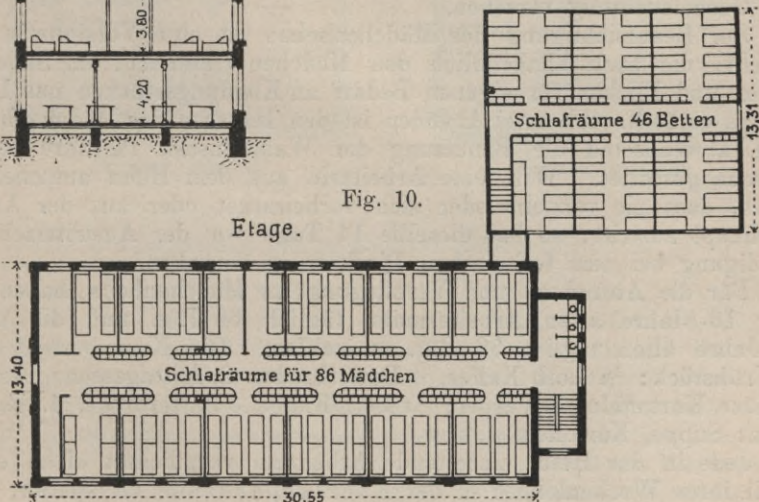 3,80
4,20
Schlafräume 46 Betten
13,31
Fig. 10.
Etage.
13,40
Schlafräume für 86 Mädchen
30,55